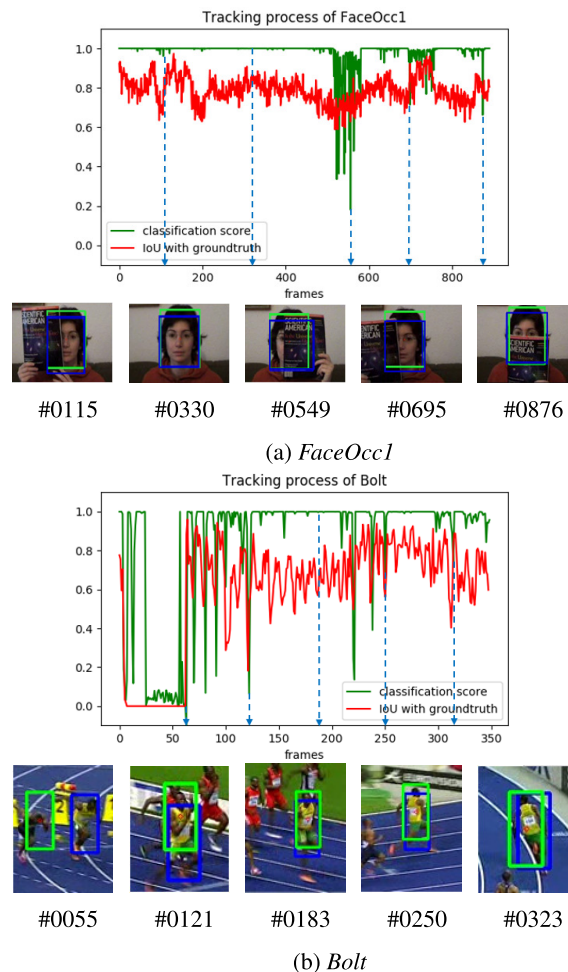 Tracking process of FaceOcc1
1.0
0.8
0.6
0.4
0.2
0.0
classification score
IoU with groundtruth
0 200 400 600 800
frames
SCIENTIFIC
AMERICAN
#0115 #0330 #0549 #0695 #0876
(a) FaceOcc1
Tracking process of Bolt
1.0
0.8
0.6
0.4
0.2
0.0
classification score
IoU with groundtruth
0 50 100 150 200 250 300 350
frames
2
#0055 #0121 #0183 #0250 #0323
(b) Bolt